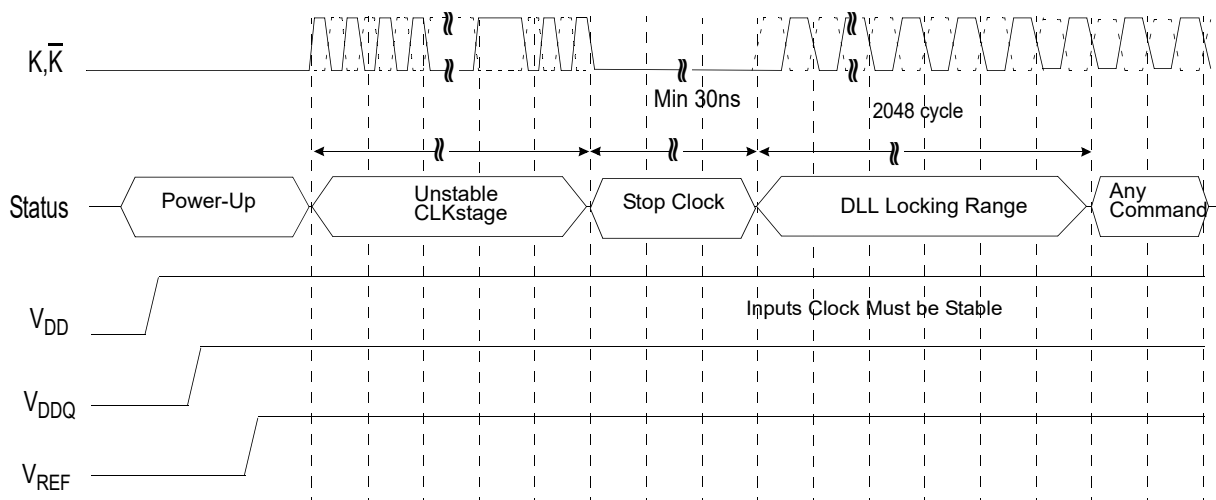 K,K̅
Min 30ns
2048 cycle
Status
Power-Up
Unstable
CLKstage
Stop Clock
DLL Locking Range
Any
Command
VDD
Inputs Clock Must be Stable
VDDQ
VREF